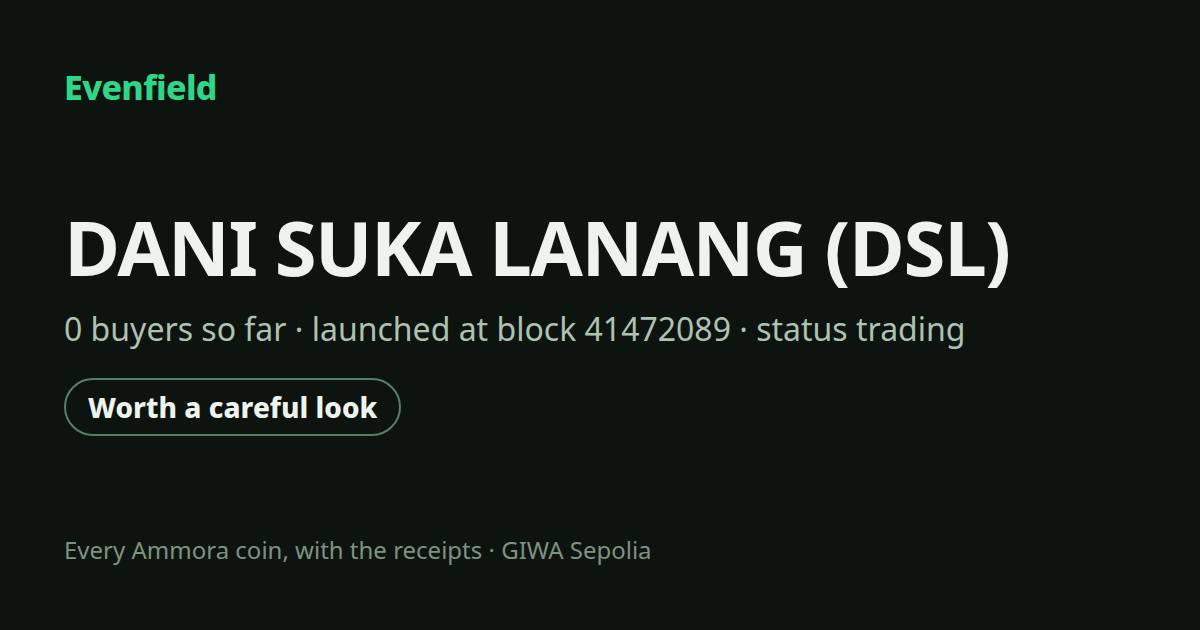 Evenfield
DANI SUKA LANANG (DSL)
0 buyers so far · launched at block 41472089 · status trading
Worth a careful look
Every Ammora coin, with the receipts · GIWA Sepolia